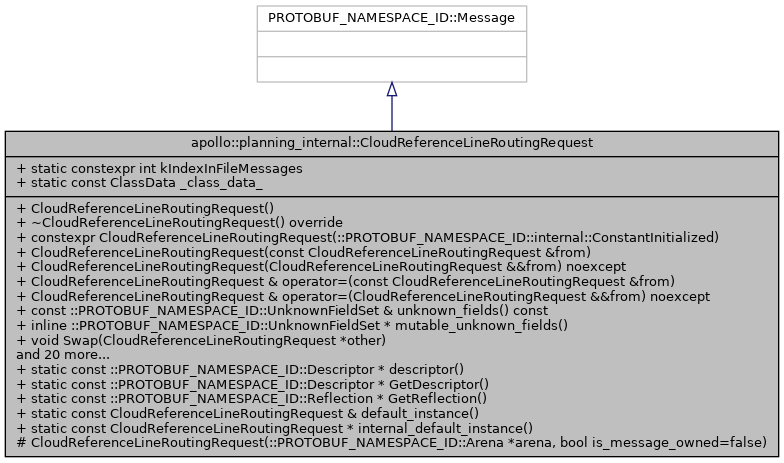 PROTOBUF_NAMESPACE_ID::Message
apollo::planning_internal::CloudReferenceLineRoutingRequest
+ static constexpr int kIndexInFileMessages
+ static const ClassData _class_data_
+ CloudReferenceLineRoutingRequest()
+ ~CloudReferenceLineRoutingRequest() override
+ constexpr CloudReferenceLineRoutingRequest(::PROTOBUF_NAMESPACE_ID::internal::ConstantInitialized)
+ CloudReferenceLineRoutingRequest(const CloudReferenceLineRoutingRequest &from)
+ CloudReferenceLineRoutingRequest(CloudReferenceLineRoutingRequest &&from) noexcept
+ CloudReferenceLineRoutingRequest & operator=(const CloudReferenceLineRoutingRequest &from)
+ CloudReferenceLineRoutingRequest & operator=(CloudReferenceLineRoutingRequest &&from) noexcept
+ const ::PROTOBUF_NAMESPACE_ID::UnknownFieldSet & unknown_fields() const
+ inline ::PROTOBUF_NAMESPACE_ID::UnknownFieldSet * mutable_unknown_fields()
+ void Swap(CloudReferenceLineRoutingRequest *other)
and 20 more...
+ static const ::PROTOBUF_NAMESPACE_ID::Descriptor * descriptor()
+ static const ::PROTOBUF_NAMESPACE_ID::Descriptor * GetDescriptor()
+ static const ::PROTOBUF_NAMESPACE_ID::Reflection * GetReflection()
+ static const CloudReferenceLineRoutingRequest & default_instance()
+ static const CloudReferenceLineRoutingRequest * internal_default_instance()
# CloudReferenceLineRoutingRequest(::PROTOBUF_NAMESPACE_ID::Arena *arena, bool is_message_owned=false)